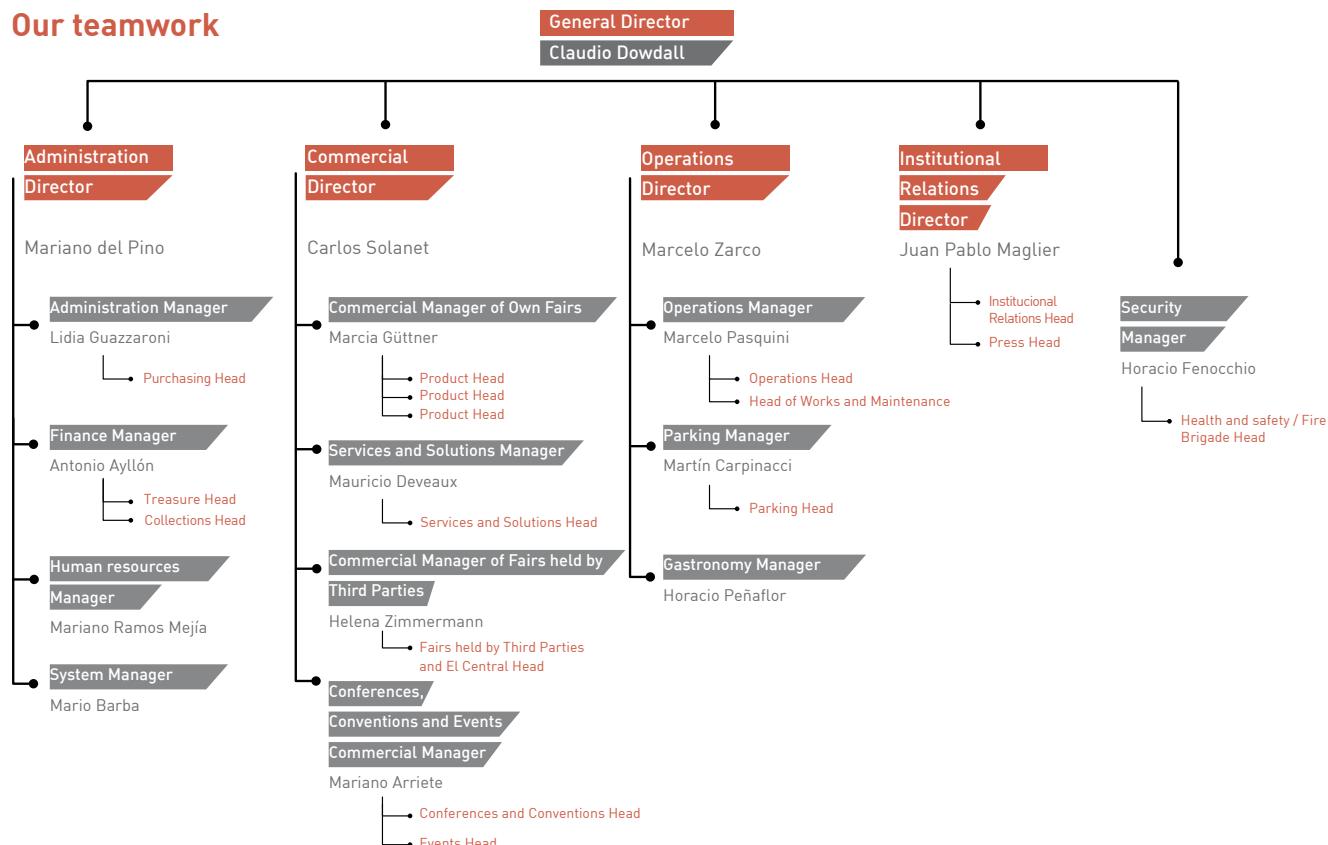 Our teamwork
General Director
Claudio Dowdall
Administration
Director
Mariano del Pino
Administration Manager
Lidia Guazzaroni
Purchasing Head
Finance Manager
Antonio Ayllón
Treasure Head
Collections Head
Human resources
Manager
Mariano Ramos Mejía
System Manager
Mario Barba
Commercial
Director
Carlos Solanet
Commercial Manager of Own Fairs
Marcia Güttner
Product Head
Product Head
Product Head
Services and Solutions Manager
Mauricio Deveaux
Services and Solutions Head
Commercial Manager of Fairs held by
Third Parties
Helena Zimmermann
Fairs held by Third Parties
and El Central Head
Conferences,
Conventions and Events
Commercial Manager
Mariano Arriete
Conferences and Conventions Head
Events Head
Operations
Director
Marcelo Zarco
Operations Manager
Marcelo Pasquini
Operations Head
Head of Works and Maintenance
Parking Manager
Martín Carpinacci
Parking Head
Gastronomy Manager
Horacio Peñaflor
Institutional
Relations
Director
Juan Pablo Maglier
Institucional
Relations Head
Press Head
Security
Manager
Horacio Fenocchio
Health and safety / Fire
Brigade Head